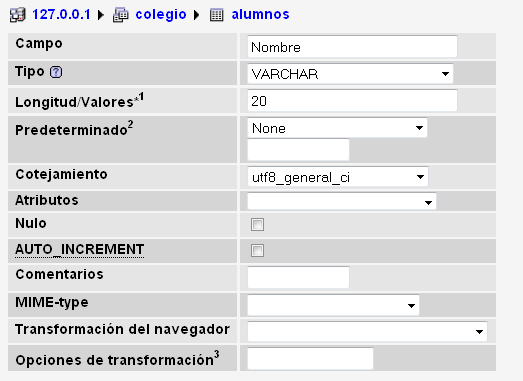 127.0.0.1 colegio alumnos
Campo Nombre
Tipo ? VARCHAR
Longitud/Valores*1 20
Predeterminado2 None
Cotejamiento utf8_general_ci
Atributos
Nulo
AUTO_INCREMENT
Comentarios
MIME-type
Transformación del navegador
Opciones de transformación3